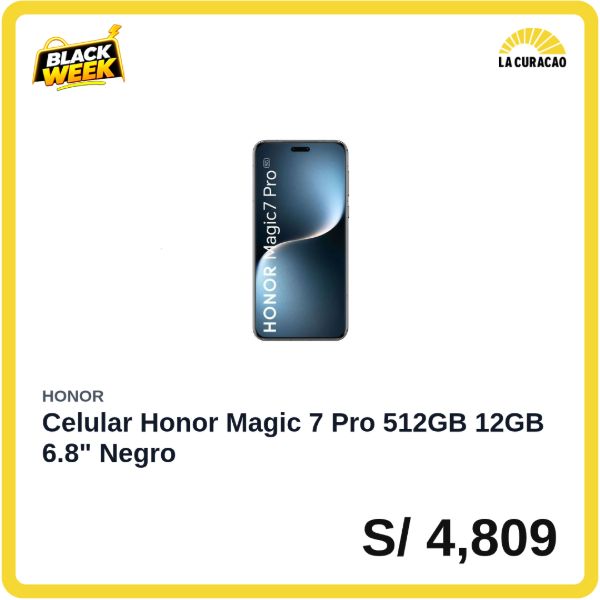 BLACK
WEEK
LA CURACAO
HONOR Magic7 Pro
HONOR
Celular Honor Magic 7 Pro 512GB 12GB
6.8" Negro
S/ 4,809